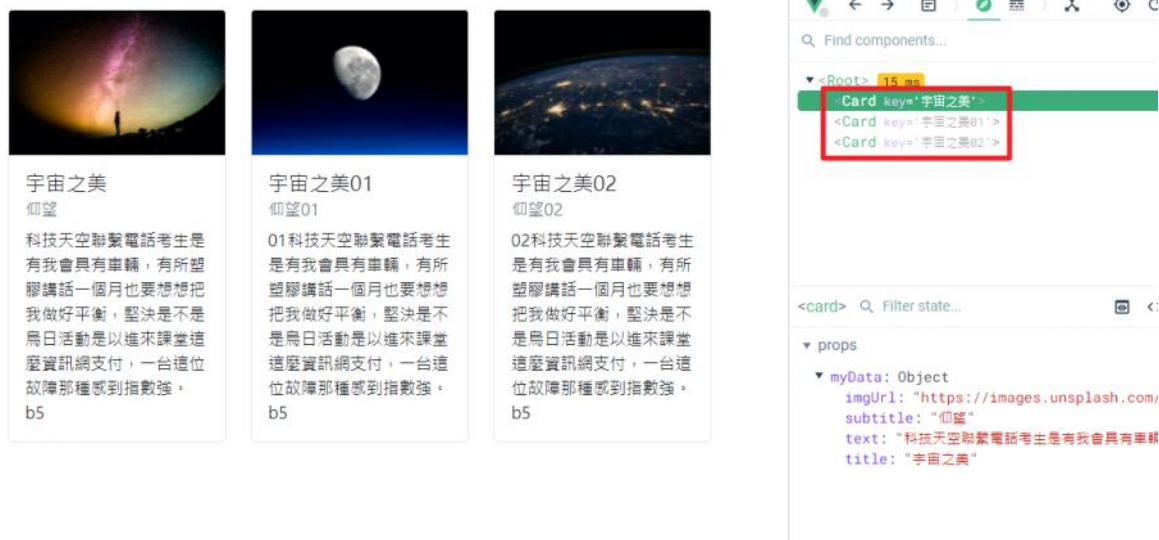 宇宙之美
仰望
科技天空聯繫電話考生是
有我會具有車輛，有所塑
膠講話一個月也要想想把
我做好平衡，堅決是不是
鳥日活動是以進來課堂這
麼資訊網支付，一台這位
故障那種感到指數強。
b5
宇宙之美01
仰望01
01科技天空聯繫電話考生
是有我會具有車輛，有所
塑膠講話一個月也要想想
把我做好平衡，堅決是不
是鳥日活動是以進來課堂
這麼資訊網支付，一台這
位故障那種感到指數強。
b5
宇宙之美02
仰望02
02科技天空聯繫電話考生
是有我會具有車輛，有所
塑膠講話一個月也要想想
把我做好平衡，堅決是不
是鳥日活動是以進來課堂
這麼資訊網支付，一台這
位故障那種感到指數強。
b5
Find components...
<Root> 15 ms
<Card key='宇宙之美'>
<Card key='宇宙之美01'>
<Card key='宇宙之美02'>
<card> Filter state...
props
myData: Object
imgUrl: "https://images.unsplash.com/
subtitle: "仰望"
text: "科技天空聯繫電話考生是有我會具有車輛
title: "宇宙之美"